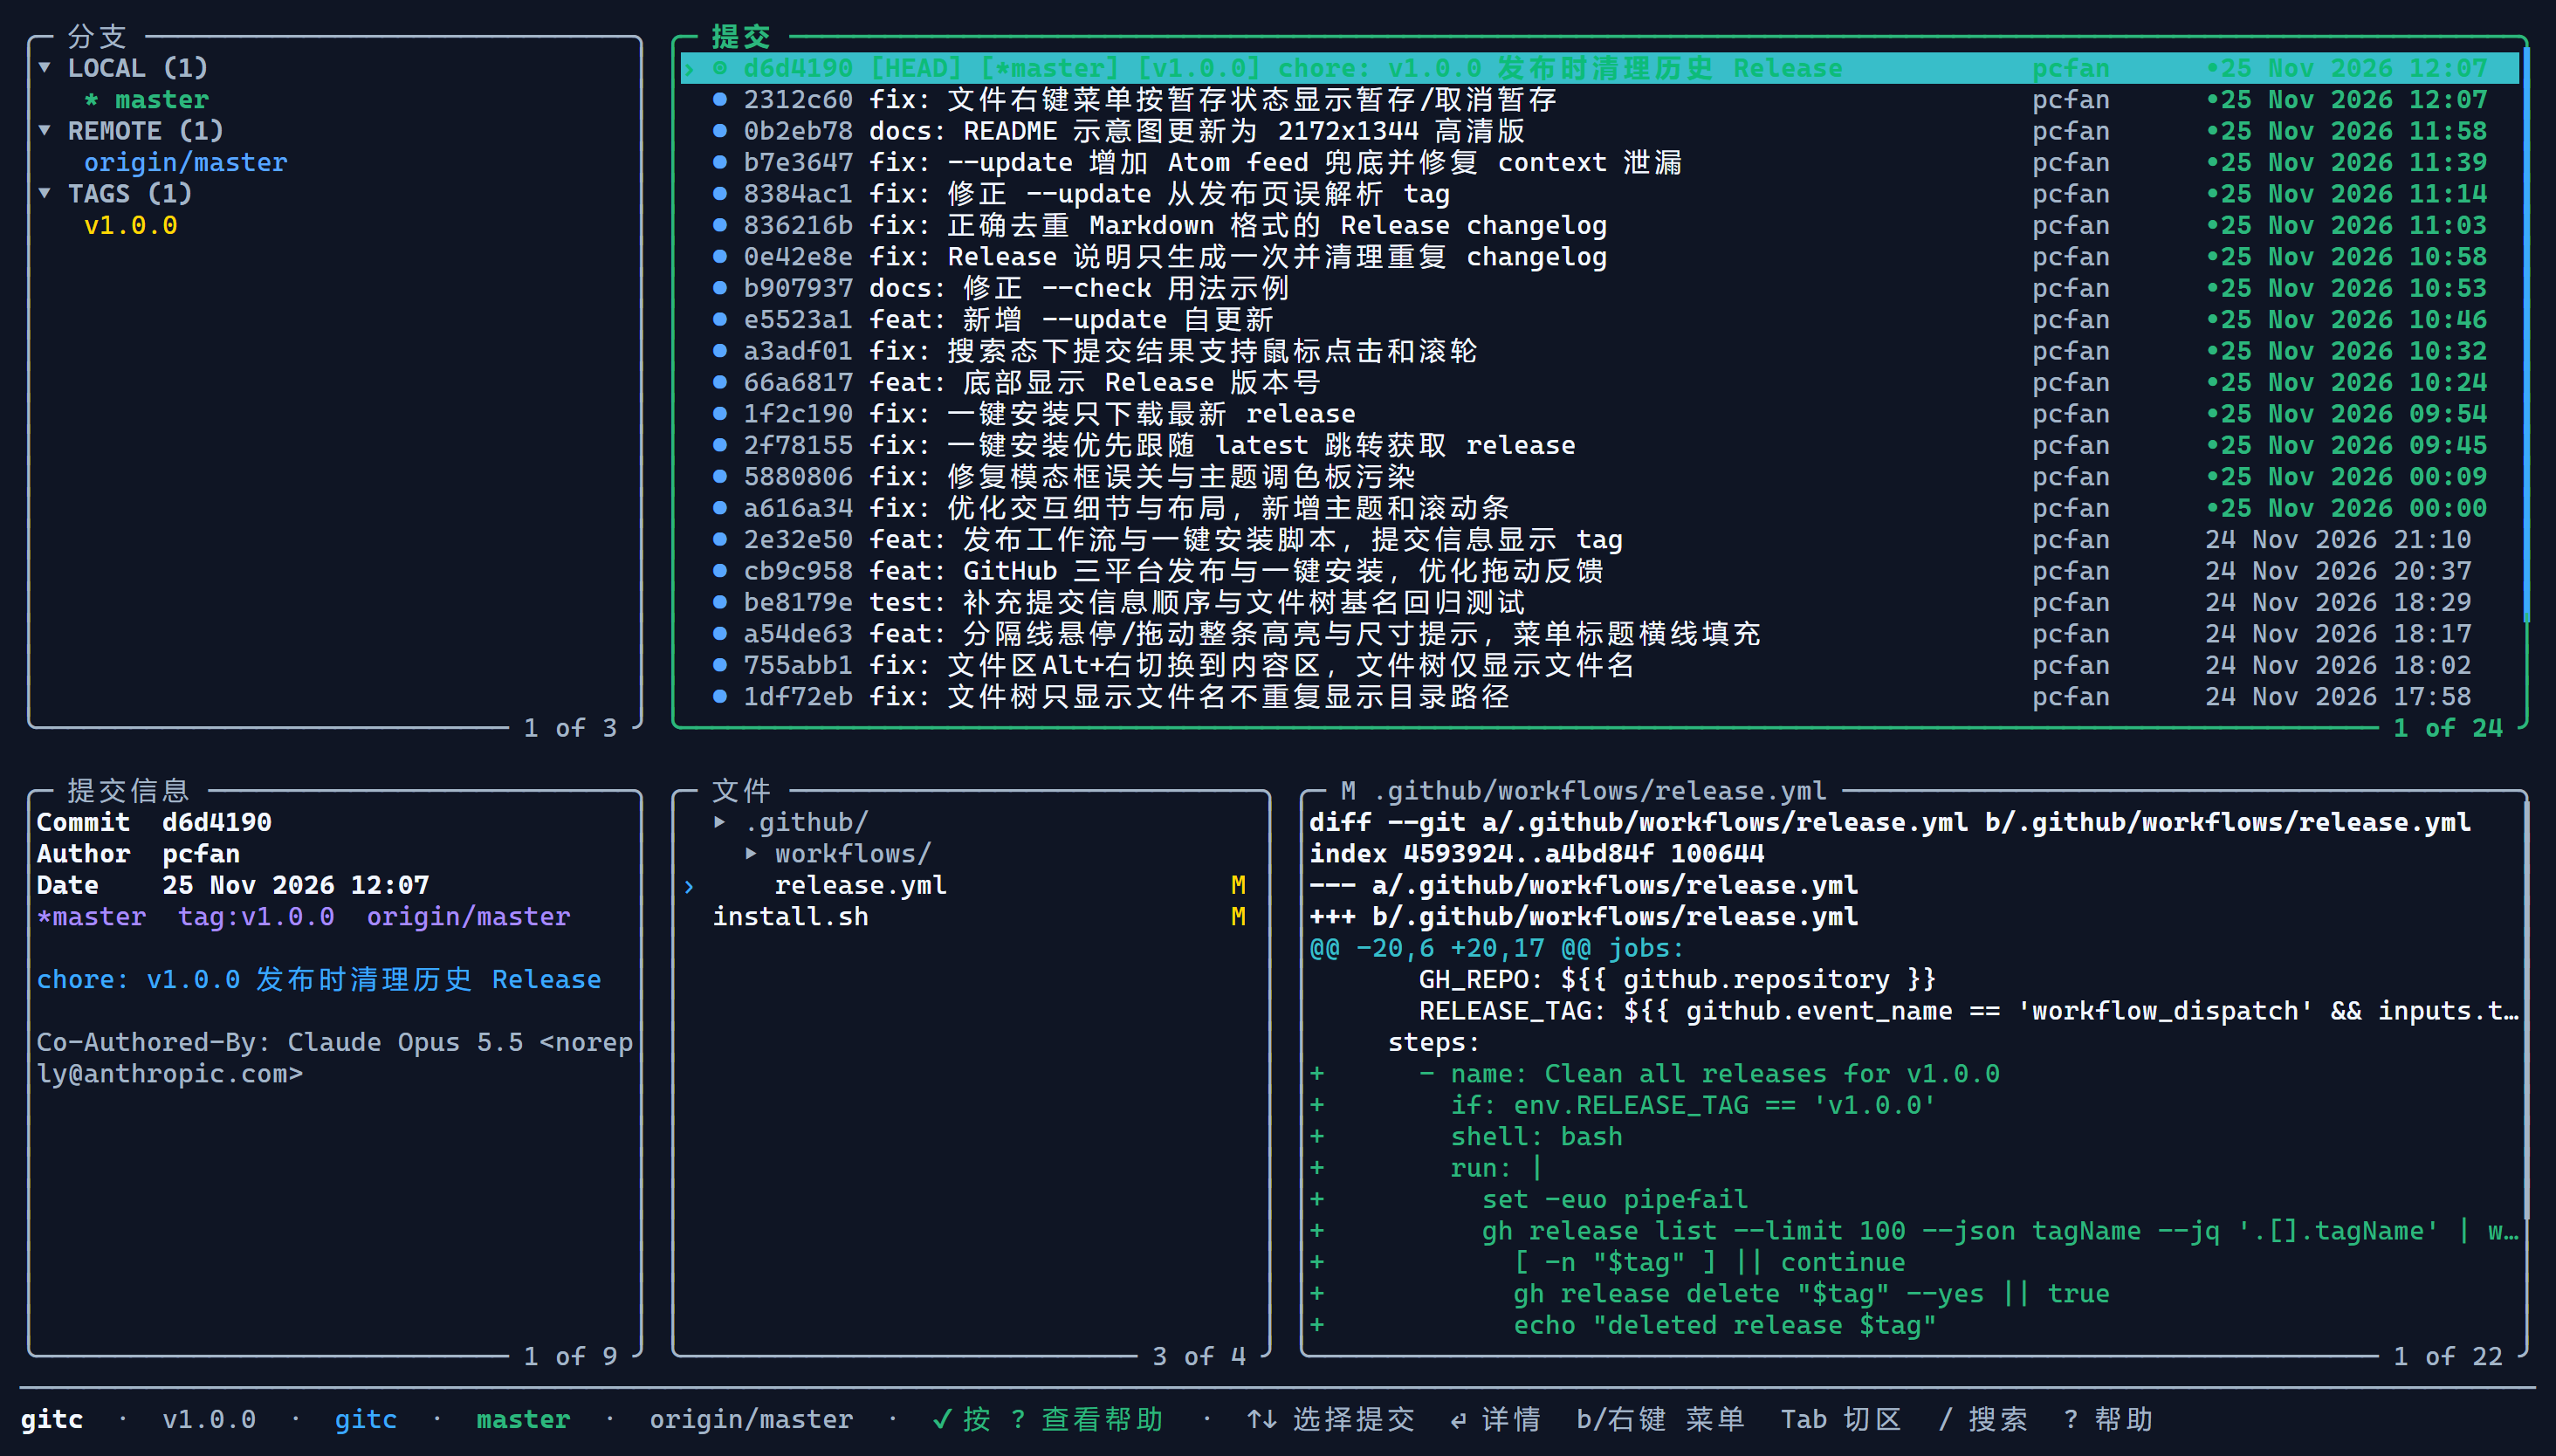 分支
▼ LOCAL (1)
* master
▼ REMOTE (1)
origin/master
▼ TAGS (1)
v1.0.0
1 of 3
提交
› ⊙ d6d4190 [HEAD] [*master] [v1.0.0] chore: v1.0.0 发布时清理历史 Release pcfan •25 Nov 2026 12:07
● 2312c60 fix: 文件右键菜单按暂存状态显示暂存/取消暂存 pcfan •25 Nov 2026 12:07
● 0b2eb78 docs: README 示意图更新为 2172x1344 高清版 pcfan •25 Nov 2026 11:58
● b7e3647 fix: --update 增加 Atom feed 兜底并修复 context 泄漏 pcfan •25 Nov 2026 11:39
● 8384ac1 fix: 修正 --update 从发布页误解析 tag pcfan •25 Nov 2026 11:14
● 836216b fix: 正确去重 Markdown 格式的 Release changelog pcfan •25 Nov 2026 11:03
● 0e42e8e fix: Release 说明只生成一次并清理重复 changelog pcfan •25 Nov 2026 10:58
● b907937 docs: 修正 --check 用法示例 pcfan •25 Nov 2026 10:53
● e5523a1 feat: 新增 --update 自更新 pcfan •25 Nov 2026 10:46
● a3adf01 fix: 搜索态下提交结果支持鼠标点击和滚轮 pcfan •25 Nov 2026 10:32
● 66a6817 feat: 底部显示 Release 版本号 pcfan •25 Nov 2026 10:24
● 1f2c190 fix: 一键安装只下载最新 release pcfan •25 Nov 2026 09:54
● 2f78155 fix: 一键安装优先跟随 latest 跳转获取 release pcfan •25 Nov 2026 09:45
● 5880806 fix: 修复模态框误关与主题调色板污染 pcfan •25 Nov 2026 00:09
● a616a34 fix: 优化交互细节与布局，新增主题和滚动条 pcfan •25 Nov 2026 00:00
● 2e32e50 feat: 发布工作流与一键安装脚本，提交信息显示 tag pcfan 24 Nov 2026 21:10
● cb9c958 feat: GitHub 三平台发布与一键安装，优化拖动反馈 pcfan 24 Nov 2026 20:37
● be8179e test: 补充提交信息顺序与文件树基名回归测试 pcfan 24 Nov 2026 18:29
● a54de63 feat: 分隔线悬停/拖动整条高亮与尺寸提示，菜单标题横线填充 pcfan 24 Nov 2026 18:17
● 755abb1 fix: 文件区Alt+右切换到内容区，文件树仅显示文件名 pcfan 24 Nov 2026 18:02
● 1df72eb fix: 文件树只显示文件名不重复显示目录路径 pcfan 24 Nov 2026 17:58
1 of 24
提交信息
Commit d6d4190
Author pcfan
Date 25 Nov 2026 12:07
*master tag:v1.0.0 origin/master
chore: v1.0.0 发布时清理历史 Release
Co-Authored-By: Claude Opus 5.5 <norep
ly@anthropic.com>
1 of 9
文件
▶ .github/
▶ workflows/
› release.yml M
install.sh M
3 of 4
M .github/workflows/release.yml
diff --git a/.github/workflows/release.yml b/.github/workflows/release.yml
index 4593924..a4bd84f 100644
--- a/.github/workflows/release.yml
+++ b/.github/workflows/release.yml
@@ -20,6 +20,17 @@ jobs:
GH_REPO: ${{ github.repository }}
RELEASE_TAG: ${{ github.event_name == 'workflow_dispatch' && inputs.t…
steps:
+ - name: Clean all releases for v1.0.0
+ if: env.RELEASE_TAG == 'v1.0.0'
+ shell: bash
+ run: |
+ set -euo pipefail
+ gh release list --limit 100 --json tagName --jq '.[].tagName' | w…
+ [ -n "$tag" ] || continue
+ gh release delete "$tag" --yes || true
+ echo "deleted release $tag"
1 of 22
gitc · v1.0.0 · gitc · master · origin/master · ✓ 按 ? 查看帮助 · ↑↓ 选择提交 ⏎ 详情 b/右键 菜单 Tab 切区 / 搜索 ? 帮助